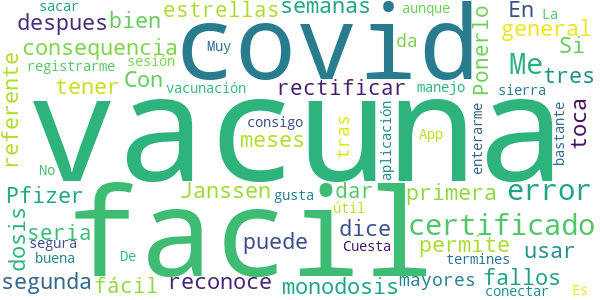 sacar
estrellas
semanas
aunque
En
La
despues
bien
covid
Ponerlo
general
consequencia
Muy
da
Me
Si
registrarme
sesión
Con
tres
referente
tener
vacunación
rectificar
manejo
sierra
vacuna
consigo
meses
tras
aplicación
App
enterarme
bastante
toca
No
facil
Pfizer
Janssen
gusta
dar
primera
error
útil
dosis
seria
segura
buena
De
puede
dice
Cuesta
certificado
permite
usar
termines
segunda
fácil
reconoce
monodosis
mayores
fallos
conectar
Es